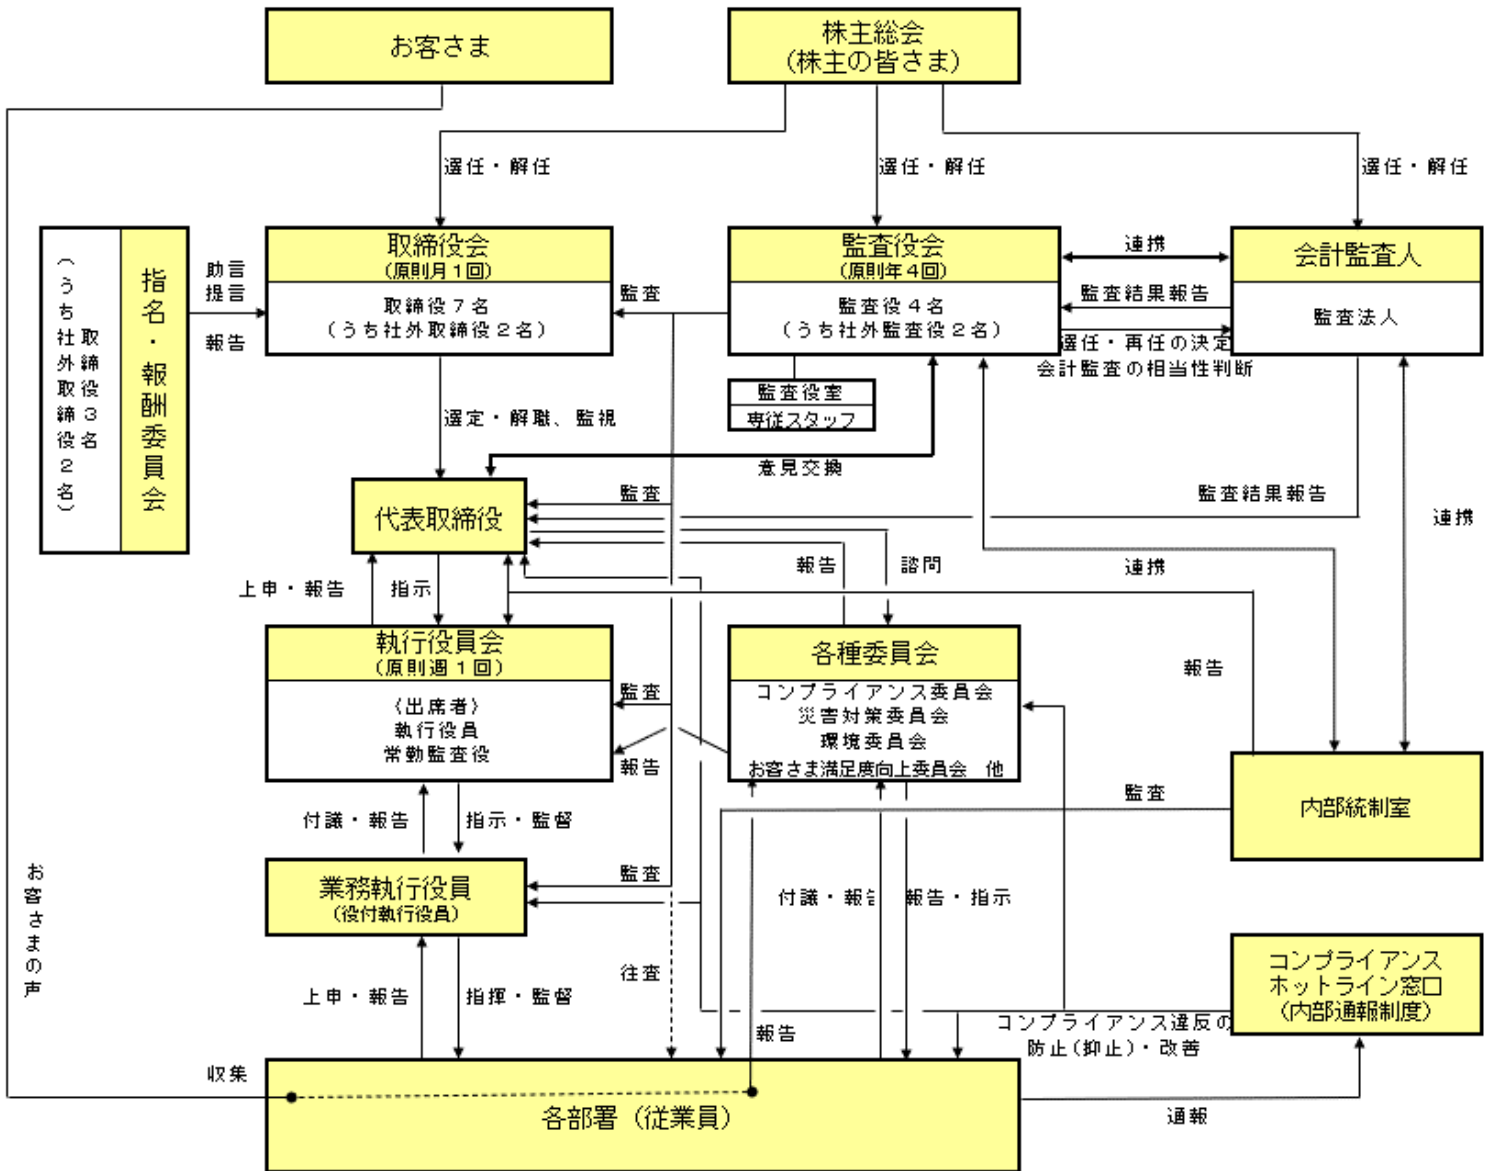 お客さま
株主総会
(株主の皆さま)
選任・解任
選任・解任
選任・解任
指名・報酬委員会
取締役3名
(うち社外取締役2名)
助言
提言
報告
取締役会
(原則月1回)
取締役7名
(うち社外取締役2名)
監査
監査役会
(原則年4回)
監査役4名
(うち社外監査役2名)
監査役室
専従スタッフ
連携
監査結果報告
選任・再任の決定
会計監査の相当性判断
会計監査人
監査法人
選定・解職、監視
意見交換
監査
監査結果報告
連携
代表取締役
上申・報告
指示
報告
諮問
連携
執行役員会
(原則週1回)
〈出席者〉
執行役員
常勤監査役
監査
報告
各種委員会
コンプライアンス委員会
災害対策委員会
環境委員会
お客さま満足度向上委員会 他
報告
監査
内部統制室
付議・報告
指示・監督
お客さまの声
業務執行役員
(役付執行役員)
監査
付議・報告
報告・指示
往査
上申・報告
指揮・監督
報告
コンプライアンス違反の
防止(抑止)・改善
コンプライアンス
ホットライン窓口
(内部通報制度)
収集
各部署(従業員)
通報